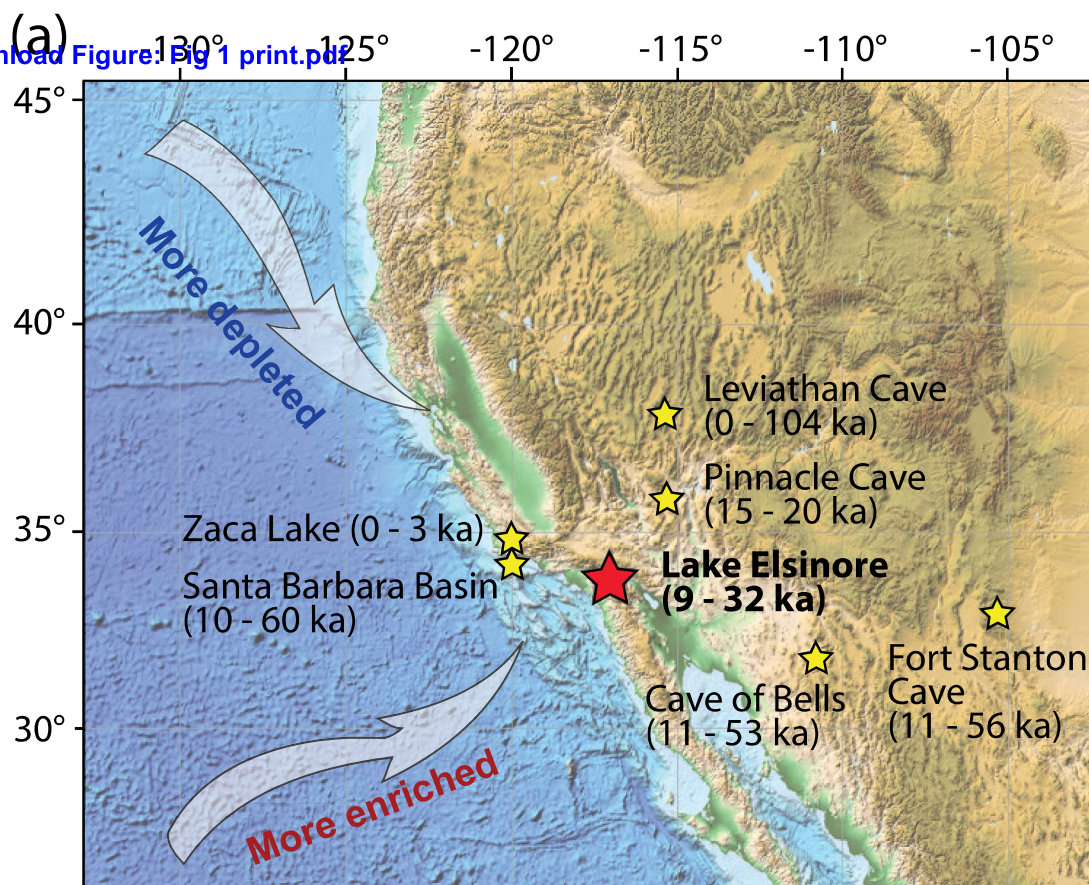 (a)
nload Figure: Fig 1 print.pdf
-130° -125° -120° -115° -110° -105°
45°
More depleted
40°
Leviathan Cave
(0 - 104 ka)
Pinnacle Cave
(15 - 20 ka)
35°
Zaca Lake (0 - 3 ka)
Lake Elsinore
(9 - 32 ka)
Santa Barbara Basin
(10 - 60 ka)
Fort Stanton
Cave
(11 - 56 ka)
Cave of Bells
(11 - 53 ka)
30°
More enriched